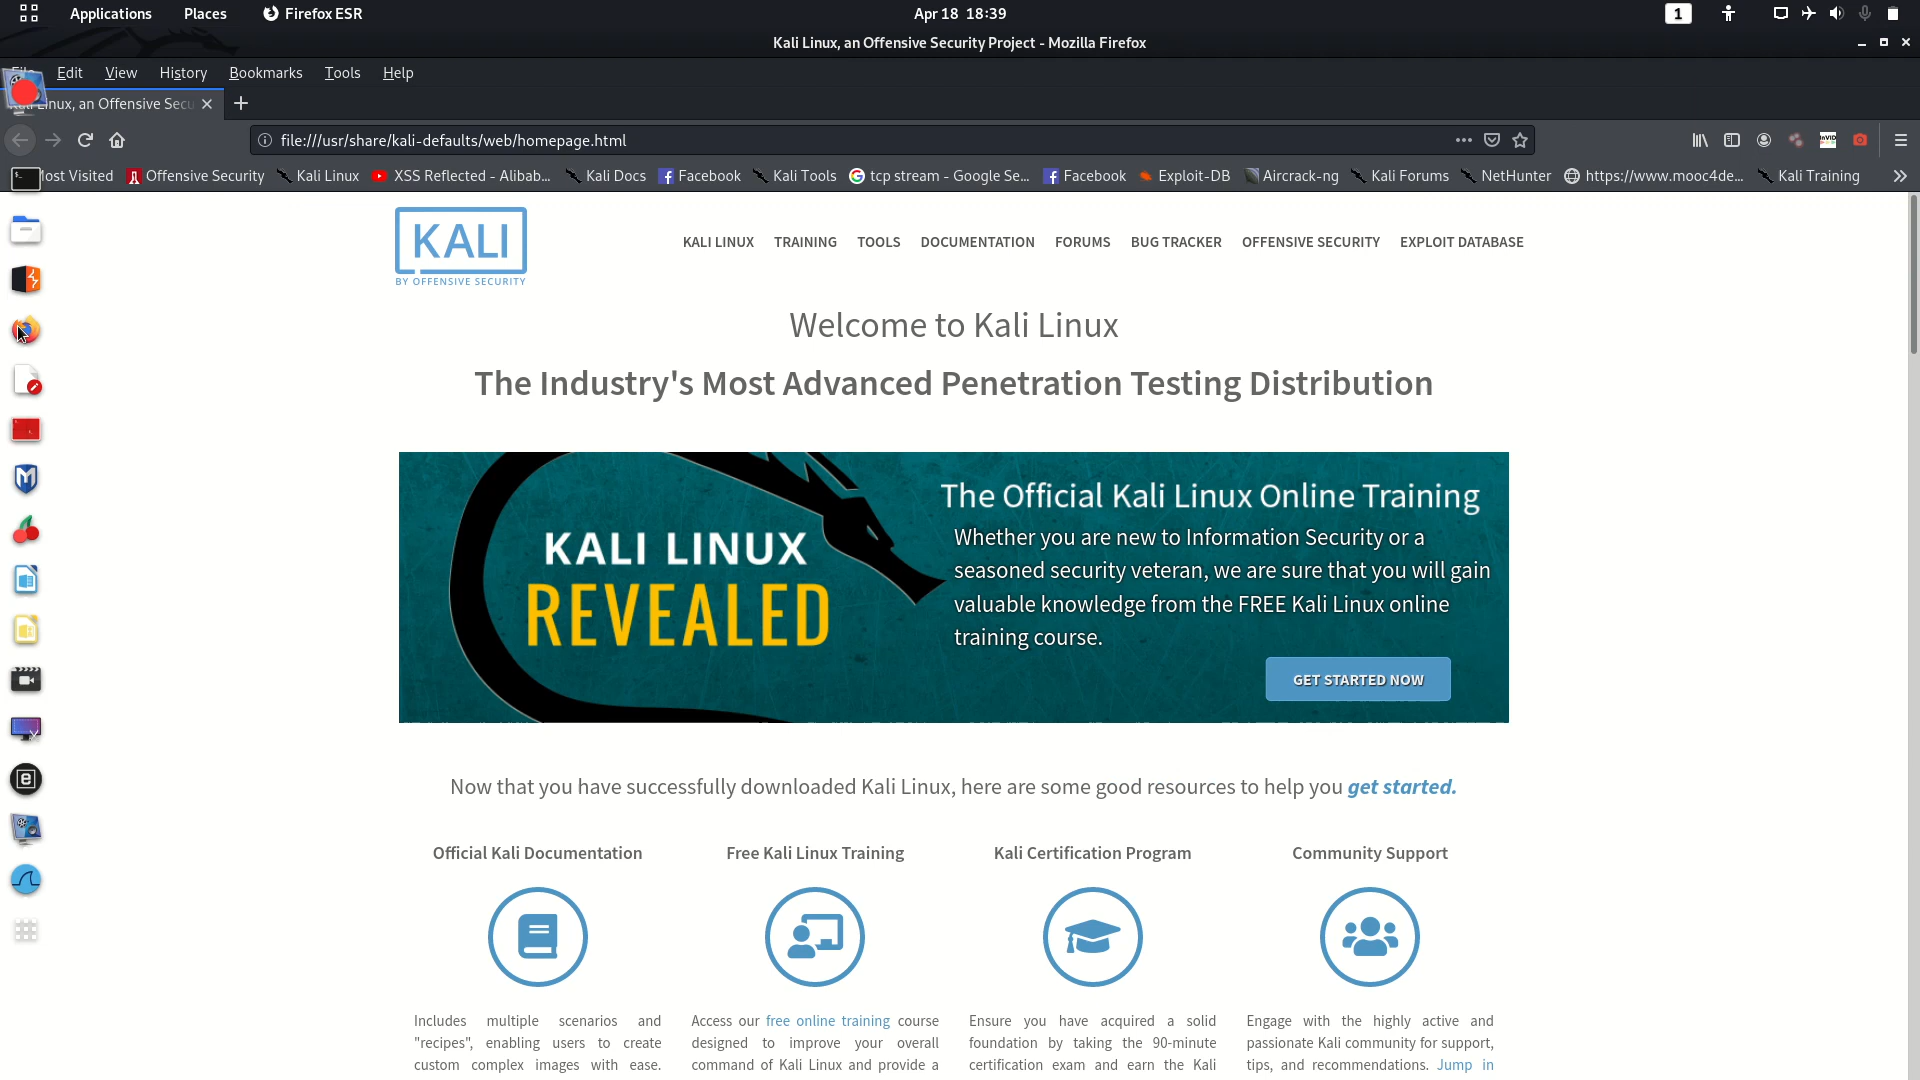 Applications Places Firefox ESR Apr 18 18:39 1
Kali Linux, an Offensive Security Project - Mozilla Firefox
Edit View History Bookmarks Tools Help
Linux, an Offensive Secu
file:///usr/share/kali-defaults/web/homepage.html
ost Visited Offensive Security Kali Linux XSS Reflected - Alibab... Kali Docs Facebook Kali Tools tcp stream - Google Se... Facebook Exploit-DB Aircrack-ng Kali Forums NetHunter https://www.mooc4de... Kali Training
KALI
BY OFFENSIVE SECURITY
KALI LINUX TRAINING TOOLS DOCUMENTATION FORUMS BUG TRACKER OFFENSIVE SECURITY EXPLOIT DATABASE
Welcome to Kali Linux
The Industry's Most Advanced Penetration Testing Distribution
KALI LINUX
REVEALED
The Official Kali Linux Online Training
Whether you are new to Information Security or a
seasoned security veteran, we are sure that you will gain
valuable knowledge from the FREE Kali Linux online
training course.
GET STARTED NOW
Now that you have successfully downloaded Kali Linux, here are some good resources to help you get started.
Official Kali Documentation
Includes multiple scenarios and
"recipes", enabling users to create
custom complex images with ease.
Free Kali Linux Training
Access our free online training course
designed to improve your overall
command of Kali Linux and provide a
Kali Certification Program
Ensure you have acquired a solid
foundation by taking the 90-minute
certification exam and earn the Kali
Community Support
Engage with the highly active and
passionate Kali community for support,
tips, and recommendations. Jump in